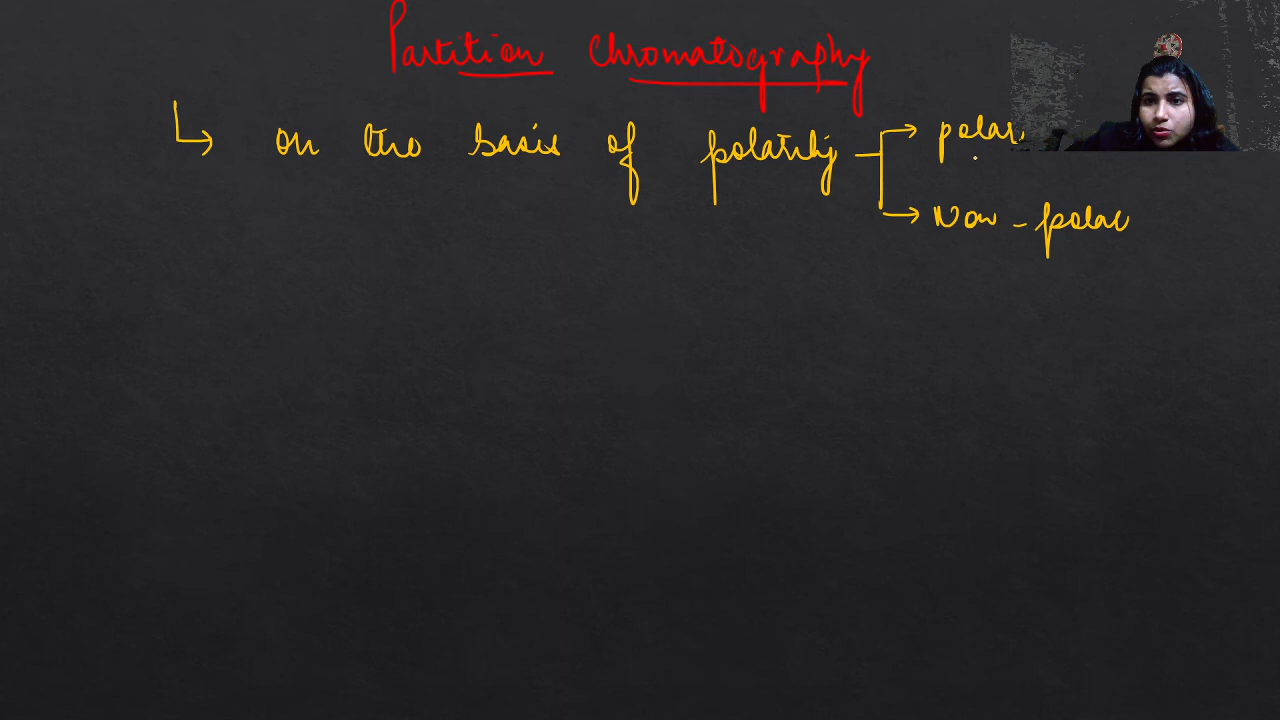 Partition Chromatography
↳ on the basis of polarity → polar
→ Non-polar